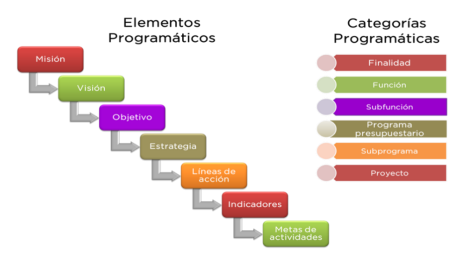 Elementos
Programáticos
Misión
Visión
Objetivo
Estrategia
Líneas de
acción
Indicadores
Metas de
actividades
Categorías
Programáticas
Finalidad
Función
Subfunción
Programa
presupuestario
Subprograma
Proyecto